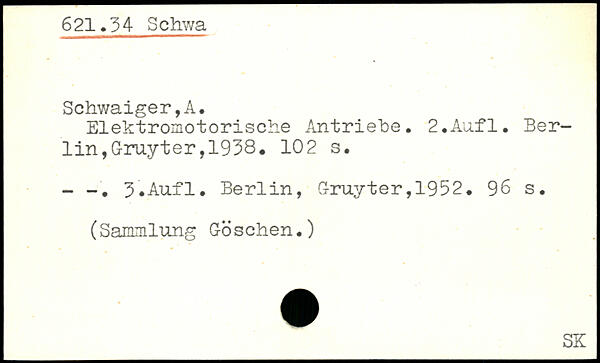 621.34 Schwa
Schwaiger,A.
Elektromotorische Antriebe. 2.Aufl. Ber-
lin,Gruyter,1938. 102 s.
- -. 3.Aufl. Berlin, Gruyter,1952. 96 s.
(Sammlung Göschen.)
SK